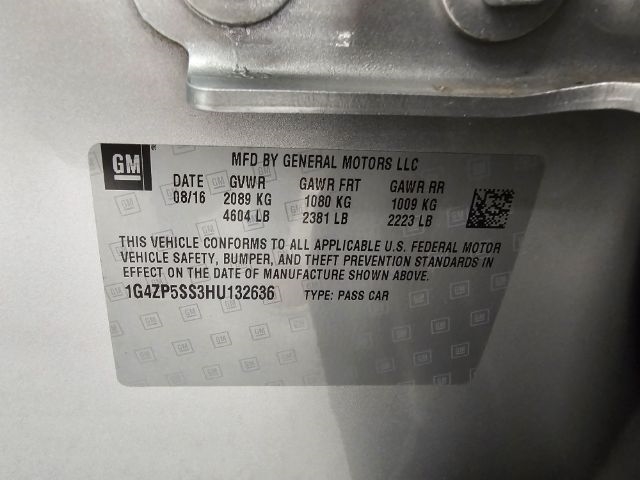 GM
MFD BY GENERAL MOTORS LLC
DATE GVWR GAWR FRT GAWR RR
08/16 2089 KG 1080 KG 1009 KG
4604 LB 2381 LB 2223 LB
THIS VEHICLE CONFORMS TO ALL APPLICABLE U.S. FEDERAL MOTOR
VEHICLE SAFETY, BUMPER, AND THEFT PREVENTION STANDARDS IN
EFFECT ON THE DATE OF MANUFACTURE SHOWN ABOVE.
1G4ZP5SS3HU132636 TYPE: PASS CAR